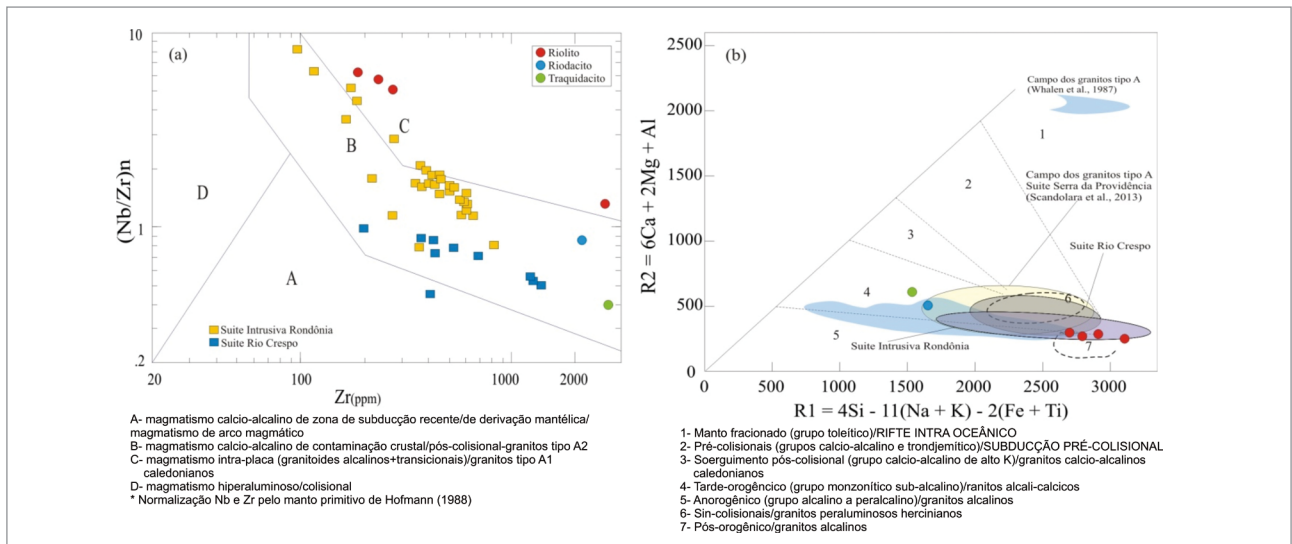 10
(a)
Riolito
Riodacito
Traquidacito
C
B
D
(Nb/Zr)n
1
A
Suite Intrusiva Rondônia
Suite Rio Crespo
.2
20
100
1000
2000
Zr(ppm)
A- magmatismo calcio-alcalino de zona de subducção recente/de derivação mantélica/
magmatismo de arco magmático
B- magmatismo calcio-alcalino de contaminação crustal/pós-colisional-granitos tipo A2
C- magmatismo intra-placa (granitoides alcalinos+transicionais)/granitos tipo A1
caledonianos
D- magmatismo hiperaluminoso/colisional
* Normalização Nb e Zr pelo manto primitivo de Hofmann (1988)
2500
(b)
Campo dos granitos tipo A
(Whalen et al., 1987)
2000
1
R2 = 6Ca + 2Mg + Al
1500
2
Campo dos granitos tipo A
Suite Serra da Providência
(Scandolara et al., 2013)
3
1000
Suite Rio Crespo
4
6
500
5
Suite Intrusiva Rondônia
7
0
0
500
1000
1500
2000
2500
3000
R1 = 4Si - 11(Na + K) - 2(Fe + Ti)
1- Manto fracionado (grupo toleítico)/RIFTE INTRA OCEÂNICO
2- Pré-colisionais (grupos calcio-alcalino e trondjemítico)/SUBDUCÇÃO PRÉ-COLISIONAL
3- Soerguimento pós-colisional (grupo calcio-alcalino de alto K)/granitos calcio-alcalinos
caledonianos
4- Tarde-orogêncico (grupo monzonítico sub-alcalino)/ranitos alcali-calcicos
5- Anorogênico (grupo alcalino a peralcalino)/granitos alcalinos
6- Sin-colisionais/granitos peraluminosos hercinianos
7- Pós-orogênico/granitos alcalinos